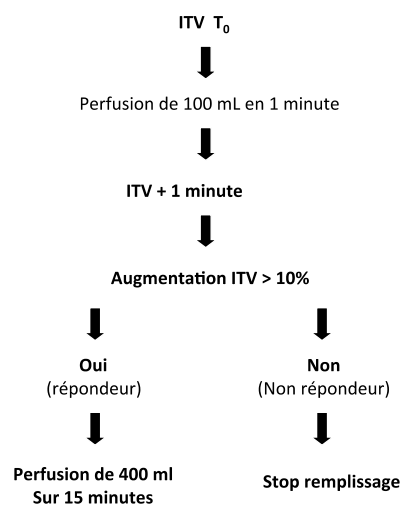 ITV T₀
Perfusion de 100 mL en 1 minute
ITV + 1 minute
Augmentation ITV > 10%
Oui
(répondeur)
Non
(Non répondeur)
Perfusion de 400 ml
Sur 15 minutes
Stop remplissage